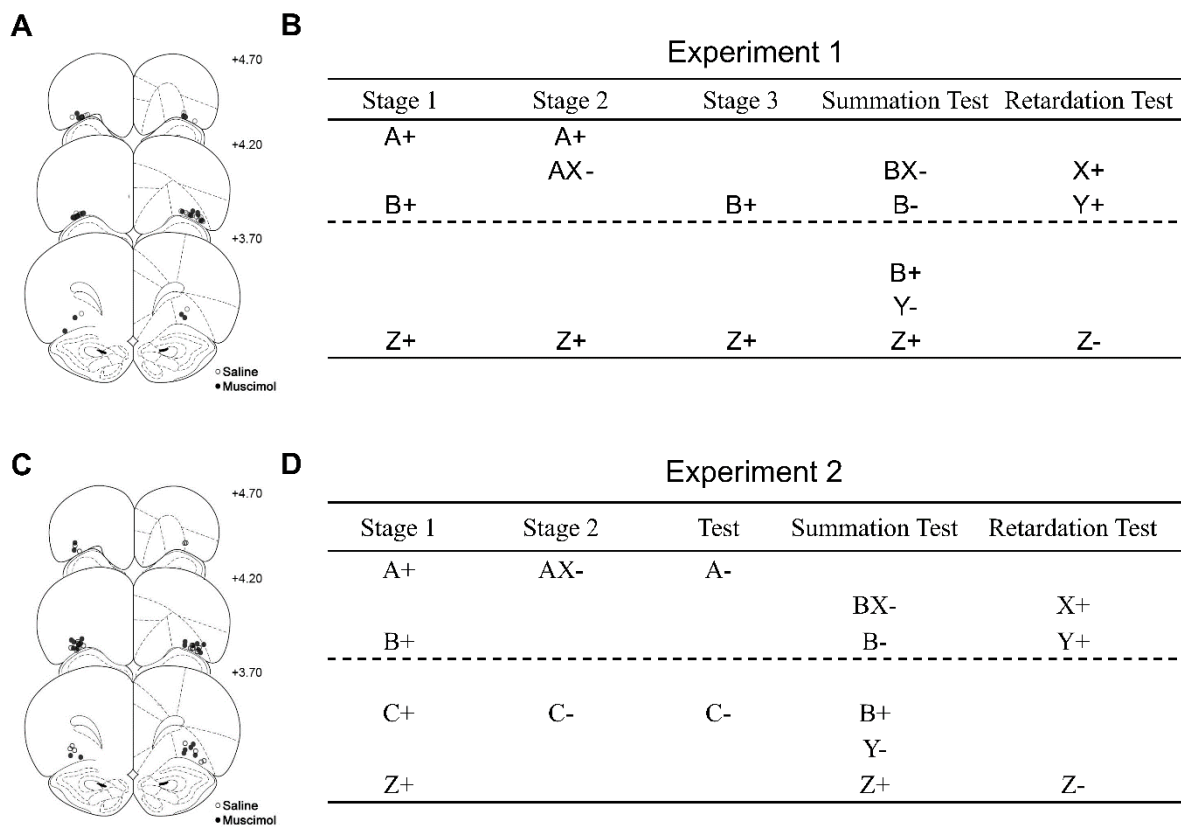 A
+4.70
+4.20
+3.70
Saline
Muscimol
B
Experiment 1
Stage 1 Stage 2 Stage 3 Summation Test Retardation Test
A+ A+
AX- BX- X+
B+ B+ B- Y+
B+
Y-
Z+ Z+ Z+ Z+ Z-
C
+4.70
+4.20
+3.70
Saline
Muscimol
D
Experiment 2
Stage 1 Stage 2 Test Summation Test Retardation Test
A+ AX- A-
BX- X+
B+ B- Y+
C+ C- C- B+
Y-
Z+ Z+ Z-